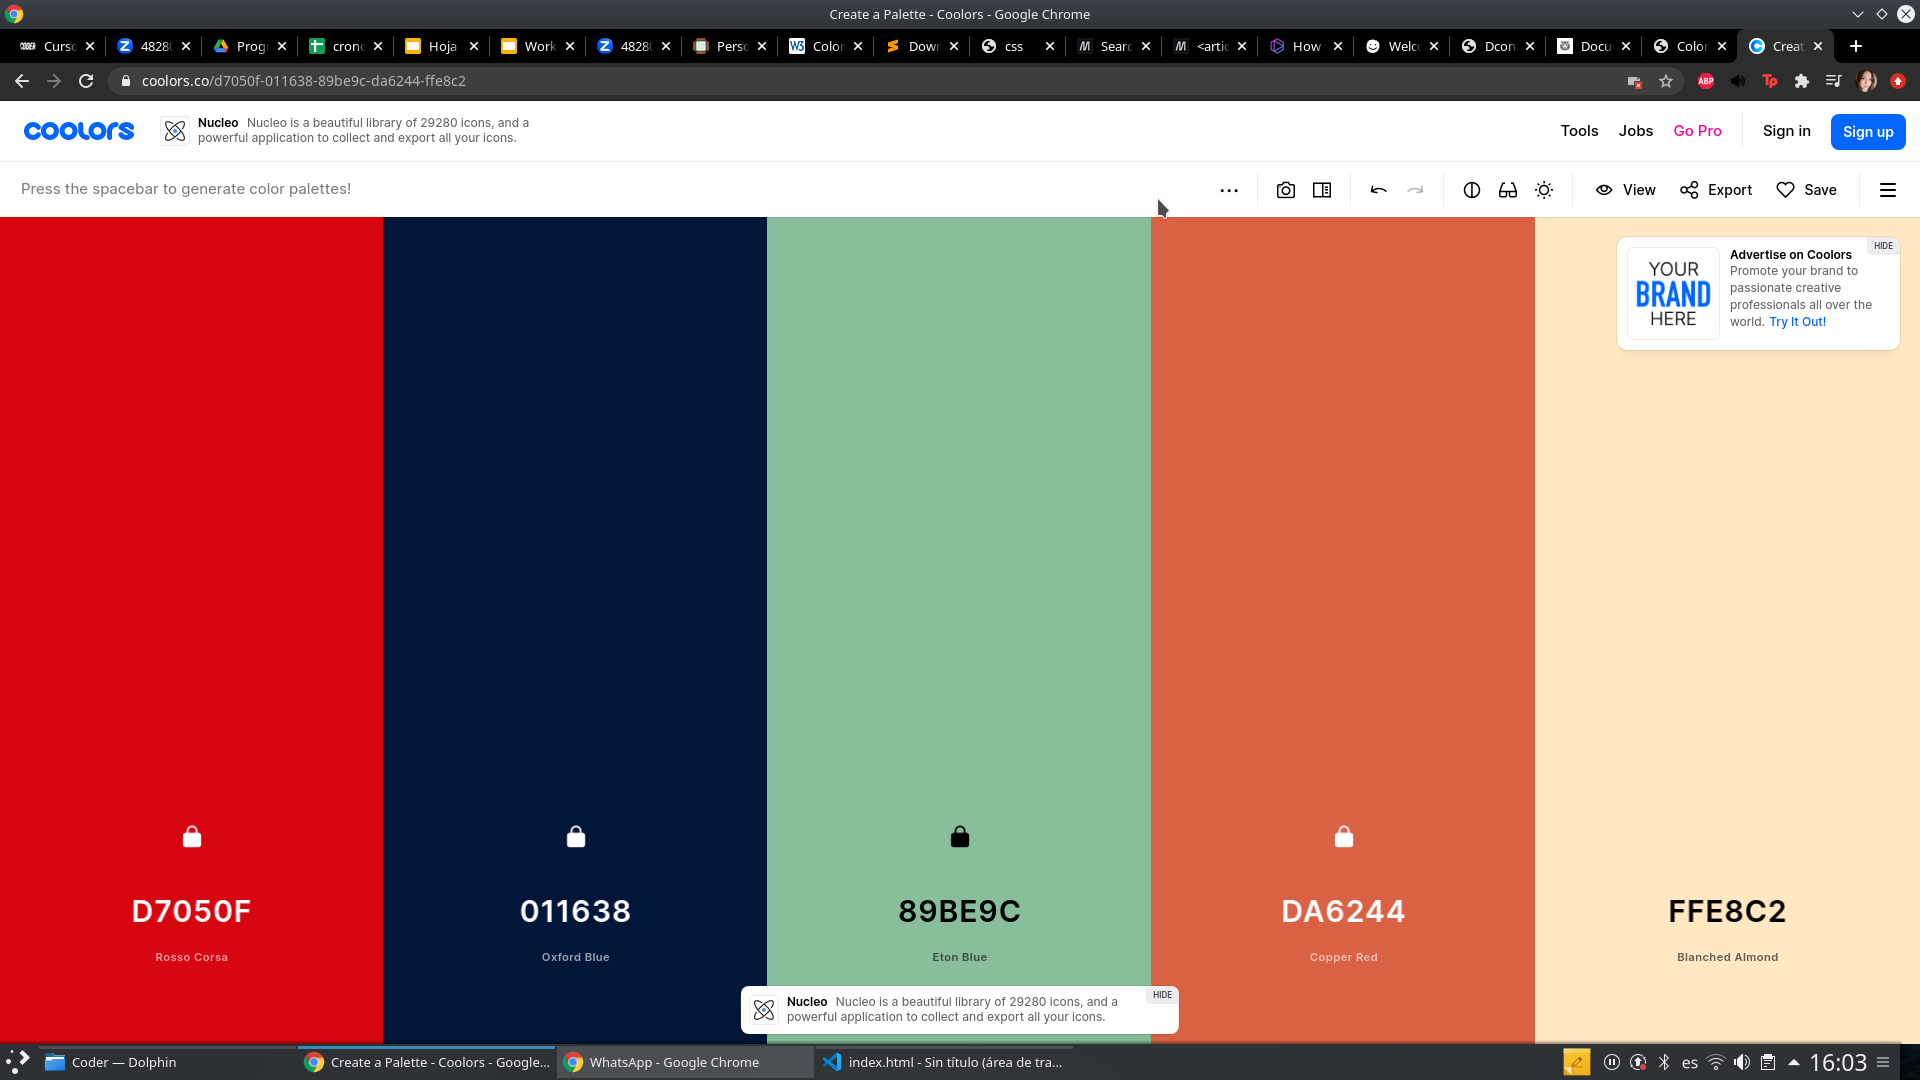 Create a Palette - Coolors - Google Chrome
Curso
4828
Progr
crono
Hoja
Work
4828
Perso
W3
Color
Down
css
Searc
<artic
How
Welc
Dcon
Docu
Color
Creat
coolors.co/d7050f-011638-89be9c-da6244-ffe8c2
ABP
Tp
coolors
Nucleo Nucleo is a beautiful library of 29280 icons, and a
powerful application to collect and export all your icons.
Tools
Jobs
Go Pro
Sign in
Sign up
Press the spacebar to generate color palettes!
View
Export
Save
HIDE
YOUR
BRAND
HERE
Advertise on Coolors
Promote your brand to
passionate creative
professionals all over the
world. Try It Out!
D7050F
Rosso Corsa
011638
Oxford Blue
89BE9C
Eton Blue
DA6244
Copper Red
FFE8C2
Blanched Almond
HIDE
Nucleo Nucleo is a beautiful library of 29280 icons, and a
powerful application to collect and export all your icons.
Coder — Dolphin
Create a Palette - Coolors - Google...
WhatsApp - Google Chrome
index.html - Sin título (área de tra...
es
16:03